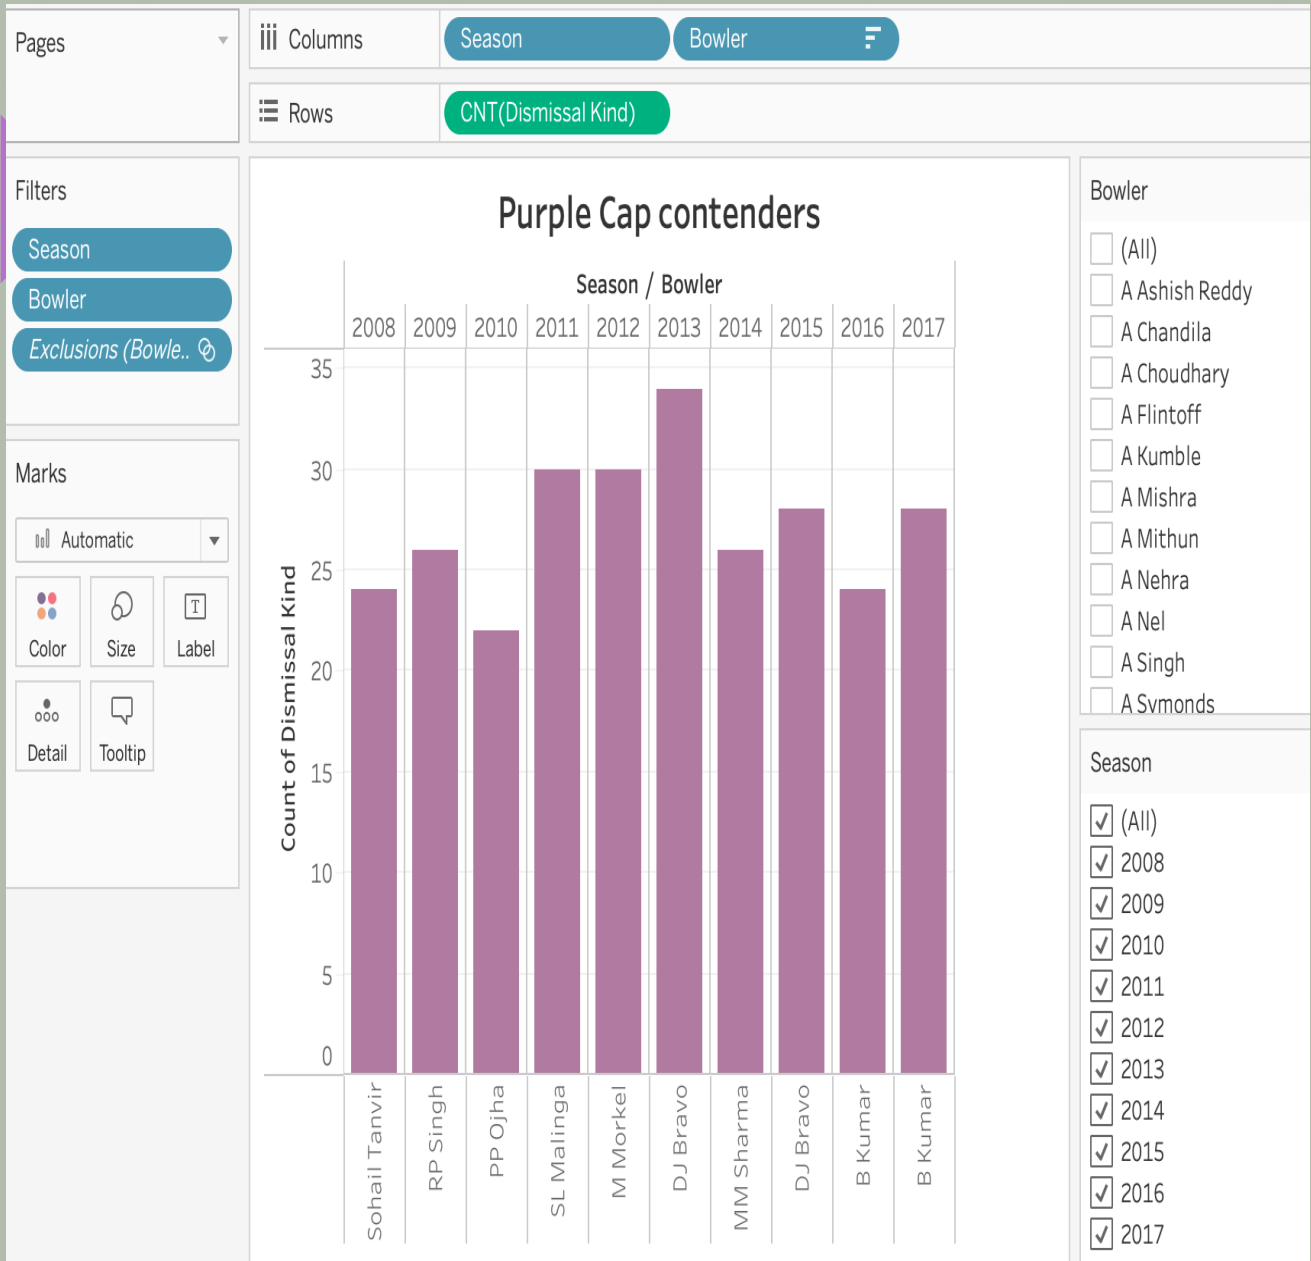 Pages
Columns
Season
Bowler
Rows
CNT(Dismissal Kind)
Filters
Season
Bowler
Exclusions (Bowle..
Marks
Automatic
Color
Size
Label
Detail
Tooltip
Purple Cap contenders
Season / Bowler
2008 2009 2010 2011 2012 2013 2014 2015 2016 2017
Count of Dismissal Kind
35
30
25
20
15
10
5
0
Sohail Tanvir
RP Singh
PP Ojha
SL Malinga
M Morkel
DJ Bravo
MM Sharma
DJ Bravo
B Kumar
B Kumar
Bowler
(All)
A Ashish Reddy
A Chandila
A Choudhary
A Flintoff
A Kumble
A Mishra
A Mithun
A Nehra
A Nel
A Singh
A Symonds
Season
(All)
2008
2009
2010
2011
2012
2013
2014
2015
2016
2017